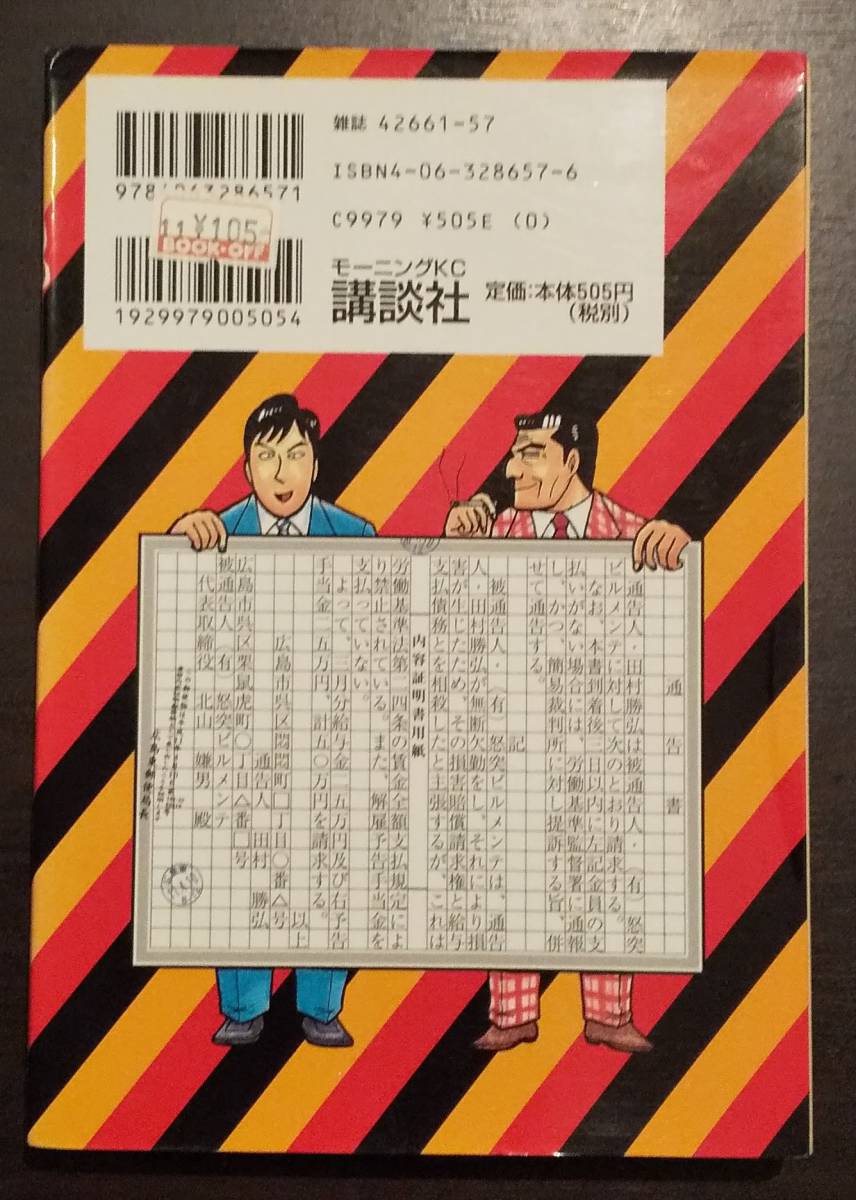 雑誌 42661-57
ISBN4-06-328657-6
C9979 ¥505E (0)
モーニングKC
講談社
定価:本体505円
(税別)
11 ¥105
BOOK・OFF
1929979005054
通告書
通告人・田村勝弘は被通告人・(有)怒突
ビルメンテに対して次のとおり請求する。
なお、本書到着後三日以内に左記金員の支
払いがない場合には、労働基準監督署に通報
し、かつ、簡易裁判所に対し提訴する旨、併
せて通告する。
記
被通告人・(有)怒突ビルメンテは、通告
人・田村勝弘が無断欠勤をし、それにより損
害が生じたため、その損害賠償請求権と給与
支払債務とを相殺したと主張するが、これは
内容証明書用紙
労働基準法第二四条の賃金全額支払規定によ
り禁止されている。また、解雇予告手当金を
支払っていない。
よって、三月分給与金二五万円及び右予告
手当金二五万円、計五〇万円を請求する。
以上
広島市呉区悶悶町□丁目〇番△号
通告人 田村 勝弘
広島市呉区栗鼠虎町〇丁目△番□号
被通告人(有)怒突ビルメンテ
代表取締役 北山 嫌男 殿